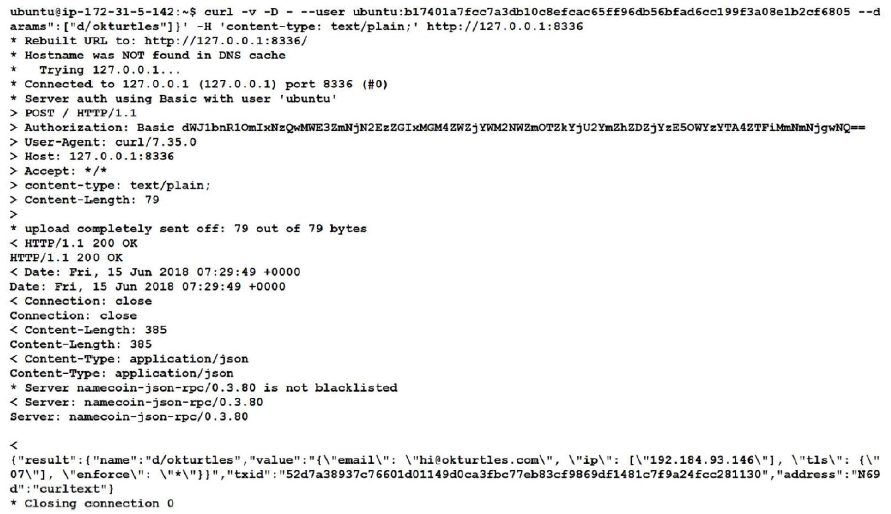 ubuntu@ip-172-31-5-142:~$ curl -v -D - --user ubuntu:b17401a7fcc7a3db10c8efcac65ff96db56bfad6cc199f3a08e1b2cf6805 --d
arams":["d/okturtles"]}' -H 'content-type: text/plain;' http://127.0.0.1:8336
* Rebuilt URL to: http://127.0.0.1:8336/
* Hostname was NOT found in DNS cache
*   Trying 127.0.0.1...
* Connected to 127.0.0.1 (127.0.0.1) port 8336 (#0)
* Server auth using Basic with user 'ubuntu'
> POST / HTTP/1.1
> Authorization: Basic dWJ1bnR1OmIxNzQwMWE3ZmNjN2EzZGIxMGM4ZWZjYWM2NWZmOTZkYjU2YmZhZDZjYzE5OWYzYTA4ZTFiMmNmNjgwNQ==
> User-Agent: curl/7.35.0
> Host: 127.0.0.1:8336
> Accept: */*
> content-type: text/plain;
> Content-Length: 79
>
* upload completely sent off: 79 out of 79 bytes
< HTTP/1.1 200 OK
HTTP/1.1 200 OK
< Date: Fri, 15 Jun 2018 07:29:49 +0000
Date: Fri, 15 Jun 2018 07:29:49 +0000
< Connection: close
Connection: close
< Content-Length: 385
Content-Length: 385
< Content-Type: application/json
Content-Type: application/json
* Server namecoin-json-rpc/0.3.80 is not blacklisted
< Server: namecoin-json-rpc/0.3.80
Server: namecoin-json-rpc/0.3.80
<
{"result":{"name":"d/okturtles","value":"{\"email\": \"hi@okturtles.com\", \"ip\": [\"192.184.93.146\"], \"tls\": {\"
07\"], \"enforce\": \"*\"}}","txid":"52d7a38937c76601d01149d0ca3fbc77eb83cf9869df1481c7f9a24fcc281130","address":"N69
d":"curltext"}
* Closing connection 0